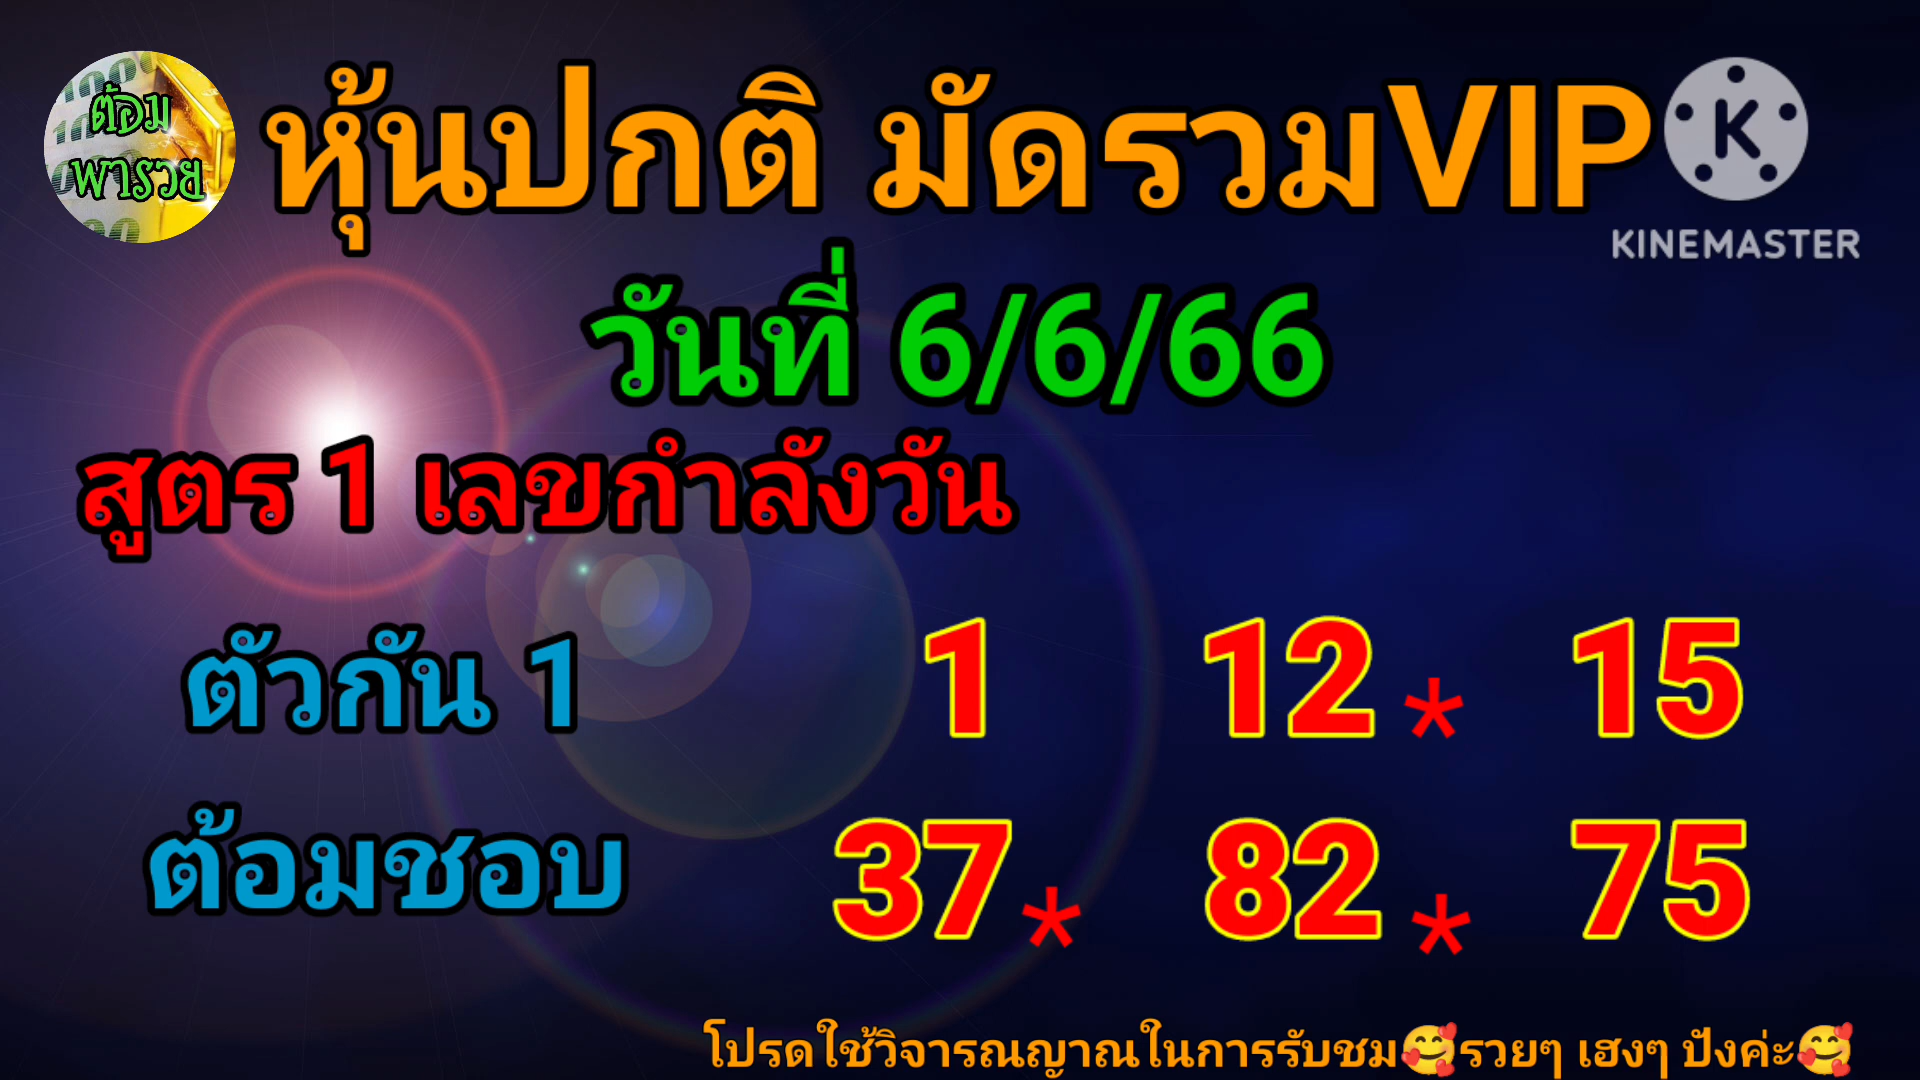 ต้อม
พารวย
หุ้นปกติ มัดรวมVIP
K
KINEMASTER
วันที่ 6/6/66
สูตร 1 เลขกำลังวัน
ตัวกัน 1 1 12* 15
ต้อมชอบ 37* 82* 75
โปรดใช้วิจารณญาณในการรับชม🥰รวยๆ เฮงๆ ปังค่ะ🥰